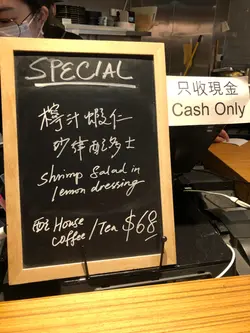 SPECIAL
檸汁蝦仁
沙律配多士
Shrimp Salad in
lemon dressing
配 House
coffee / Tea $68
只收現金
Cash Only